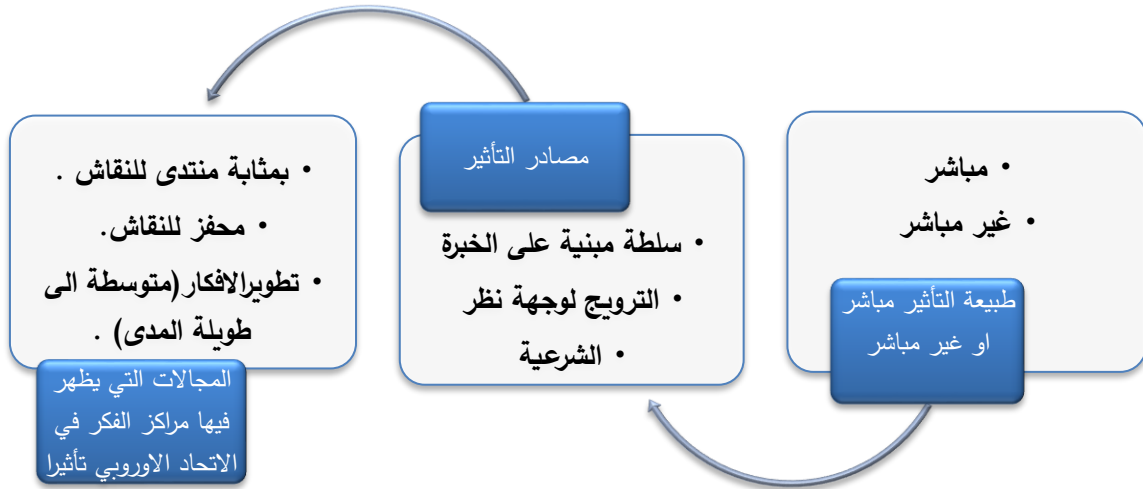 • مباشر
• غير مباشر
طبيعة التأثير مباشر
او غير مباشر
مصادر التأثير
• سلطة مبنية على الخبرة
• الترويج لوجهة نظر
• الشرعية
• بمثابة منتدى للنقاش .
• محفز للنقاش.
• تطويرالافكار(متوسطة الى
طويلة المدى) .
المجالات التي يظهر
فيها مراكز الفكر في
الاتحاد الاوروبي تأثيرا